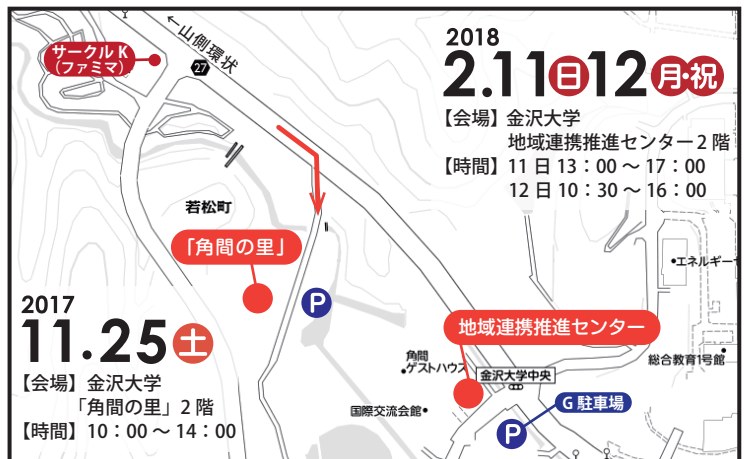 サークルK
(ファミマ)
←山側環状
27
2018
2.11日12月・祝
【会場】金沢大学
地域連携推進センター2階
【時間】11日13：00～17：00
12日10：30～16：00
若松町
「角間の里」
P
エネルギーセ
2017
11.25土
【会場】金沢大学
「角間の里」2階
【時間】10：00～14：00
地域連携推進センター
角間
ゲストハウス
金沢大学中央
総合教育1号館
国際交流会館
G駐車場
P